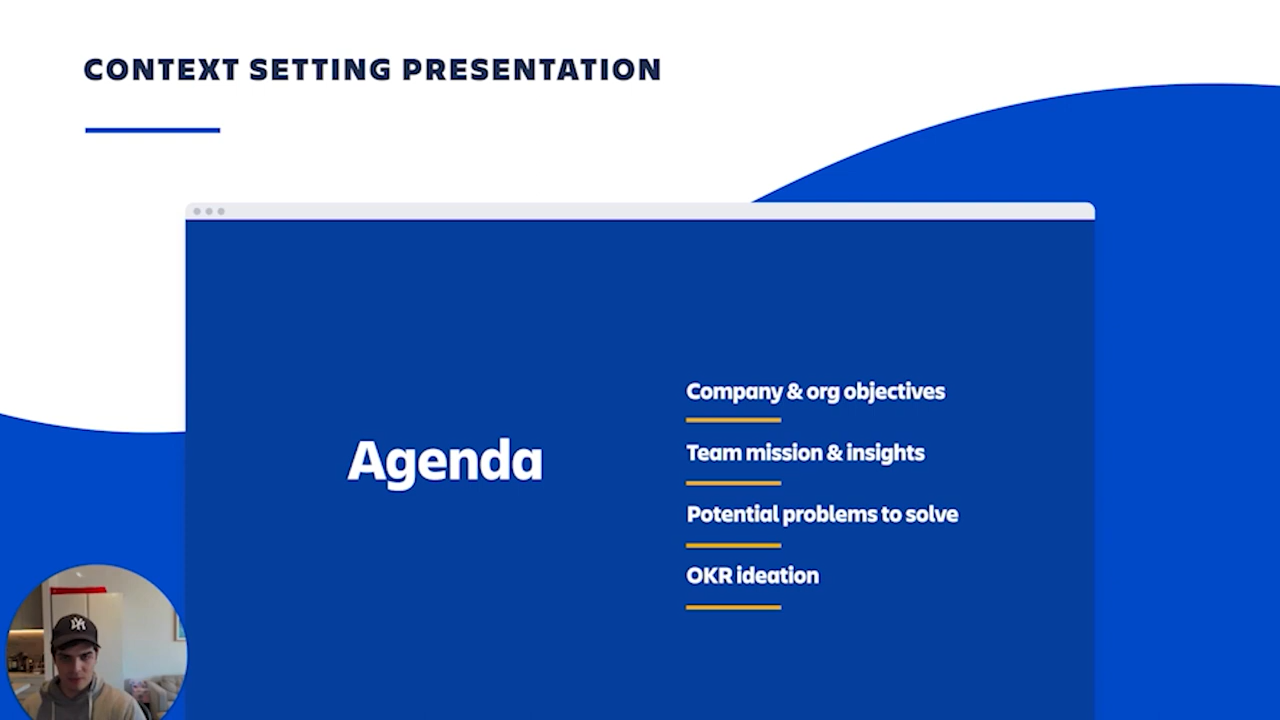 CONTEXT SETTING PRESENTATION
Agenda
Company & org objectives
Team mission & insights
Potential problems to solve
OKR ideation